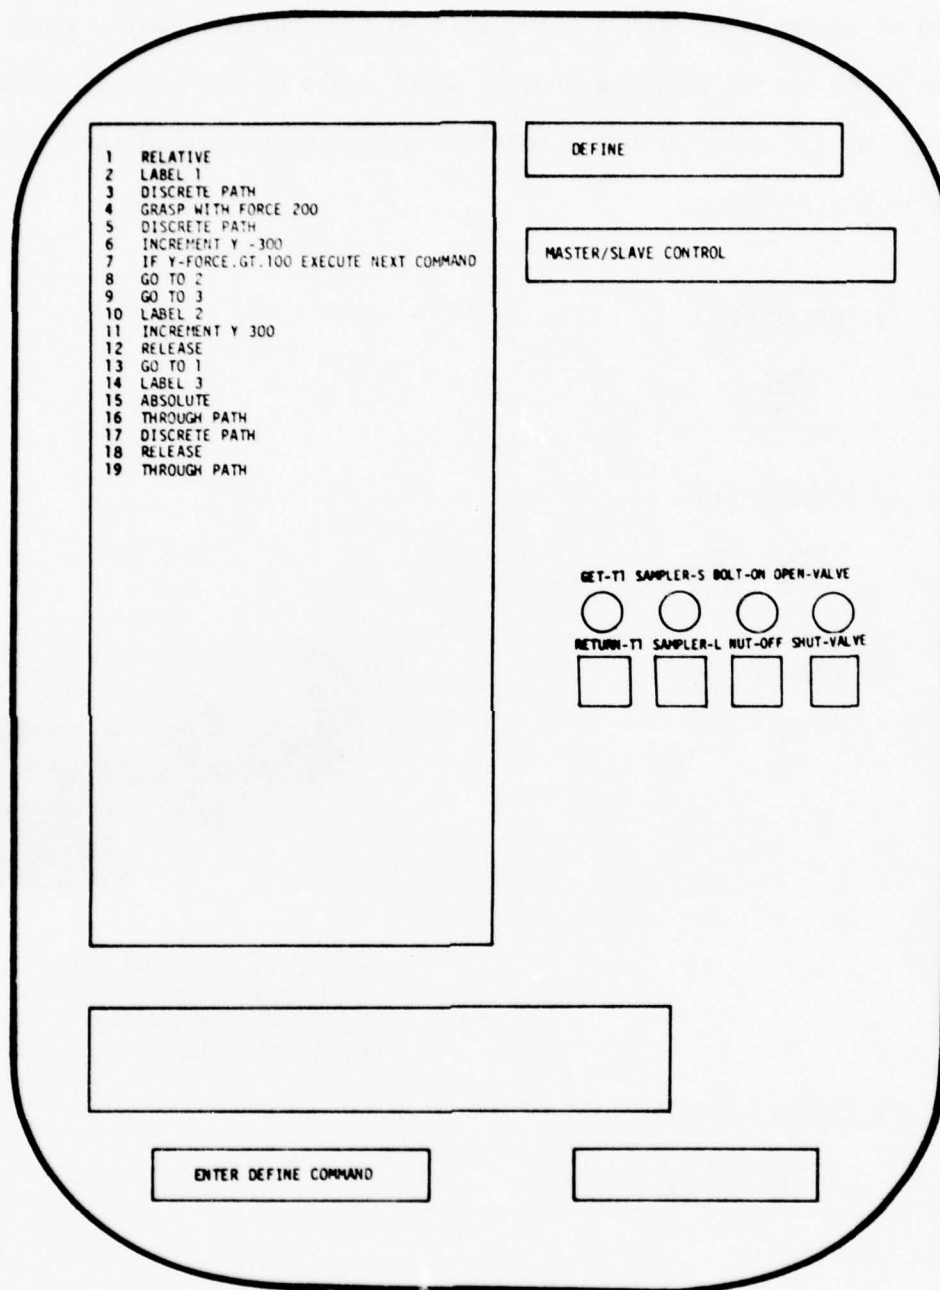 1 RELATIVE
2 LABEL 1
3 DISCRETE PATH
4 GRASP WITH FORCE 200
5 DISCRETE PATH
6 INCREMENT Y -300
7 IF Y-FORCE.GT.100 EXECUTE NEXT COMMAND
8 GO TO 2
9 GO TO 3
10 LABEL 2
11 INCREMENT Y 300
12 RELEASE
13 GO TO 1
14 LABEL 3
15 ABSOLUTE
16 THROUGH PATH
17 DISCRETE PATH
18 RELEASE
19 THROUGH PATH
DEFINE
MASTER/SLAVE CONTROL
GET-T1 SAMPLER-S BOLT-ON OPEN-VALVE
RETURN-T1 SAMPLER-L NUT-OFF SHUT-VALVE
ENTER DEFINE COMMAND